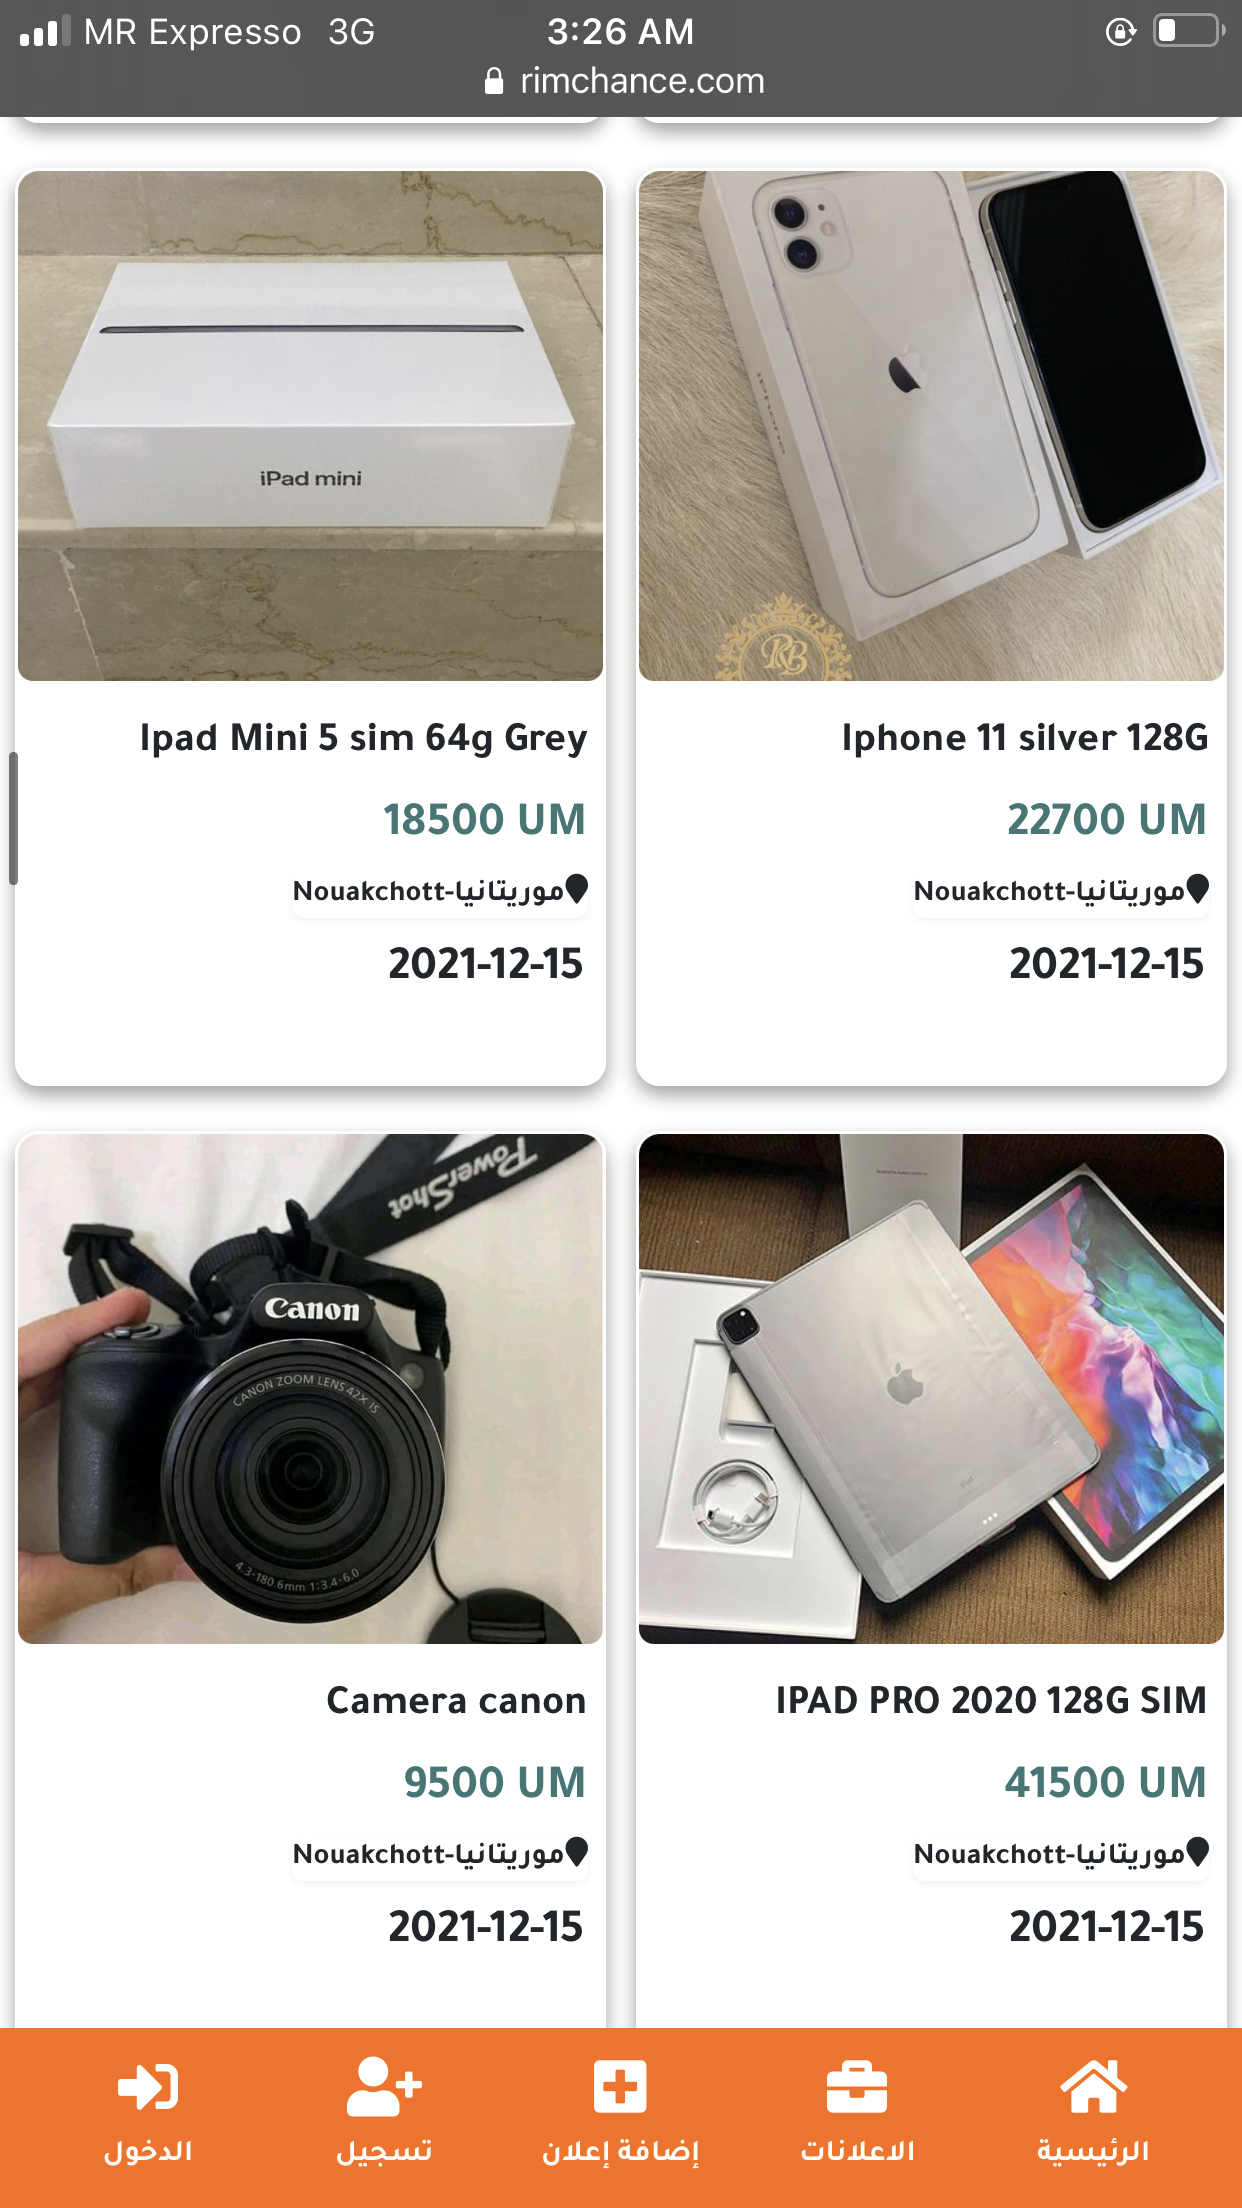 MR Expresso 3G 3:26 AM
rimchance.com
iPad mini
Ipad Mini 5 sim 64g Grey
18500 UM
موريتانيا-Nouakchott
2021-12-15
iPhone
RB
Iphone 11 silver 128G
22700 UM
موريتانيا-Nouakchott
2021-12-15
PowerShot
Canon
CANON ZOOM LENS 42X IS
4.3-180.6mm 1:3.4-6.0
Camera canon
9500 UM
موريتانيا-Nouakchott
2021-12-15
iPad
IPAD PRO 2020 128G SIM
41500 UM
موريتانيا-Nouakchott
2021-12-15
الرئيسية
الاعلانات
إضافة إعلان
تسجيل
الدخول